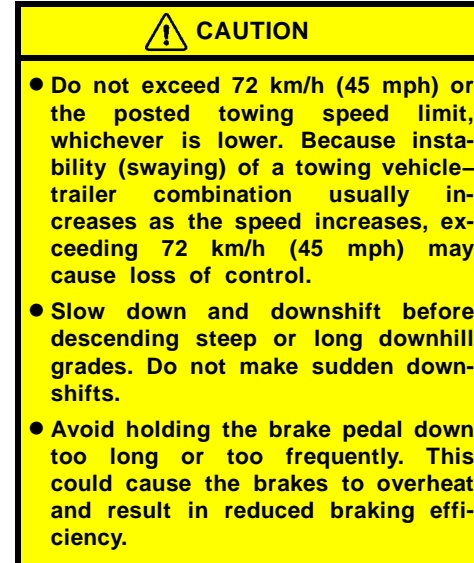 CAUTION
● Do not exceed 72 km/h (45 mph) or
the posted towing speed limit,
whichever is lower. Because insta-
bility (swaying) of a towing vehicle–
trailer combination usually in-
creases as the speed increases, ex-
ceeding 72 km/h (45 mph) may
cause loss of control.
● Slow down and downshift before
descending steep or long downhill
grades. Do not make sudden down-
shifts.
● Avoid holding the brake pedal down
too long or too frequently. This
could cause the brakes to overheat
and result in reduced braking effi-
ciency.